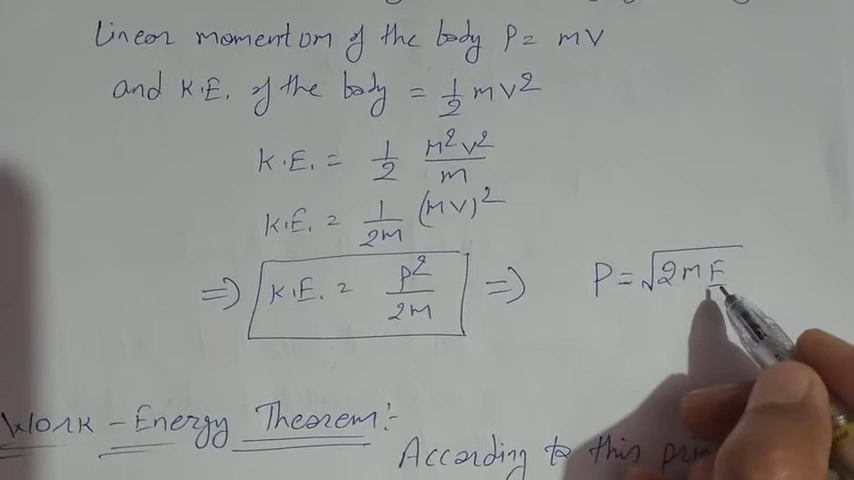 Linear momentum of the body P = mv
and K.E. of the body = 1/2 mv²
K.E. = 1/2 m²v²/m
K.E. = 1/2m (mv)²
⇒ K.E. = P²/2m ⇒ P = √2mE
Work-Energy Theorem:-
According to this